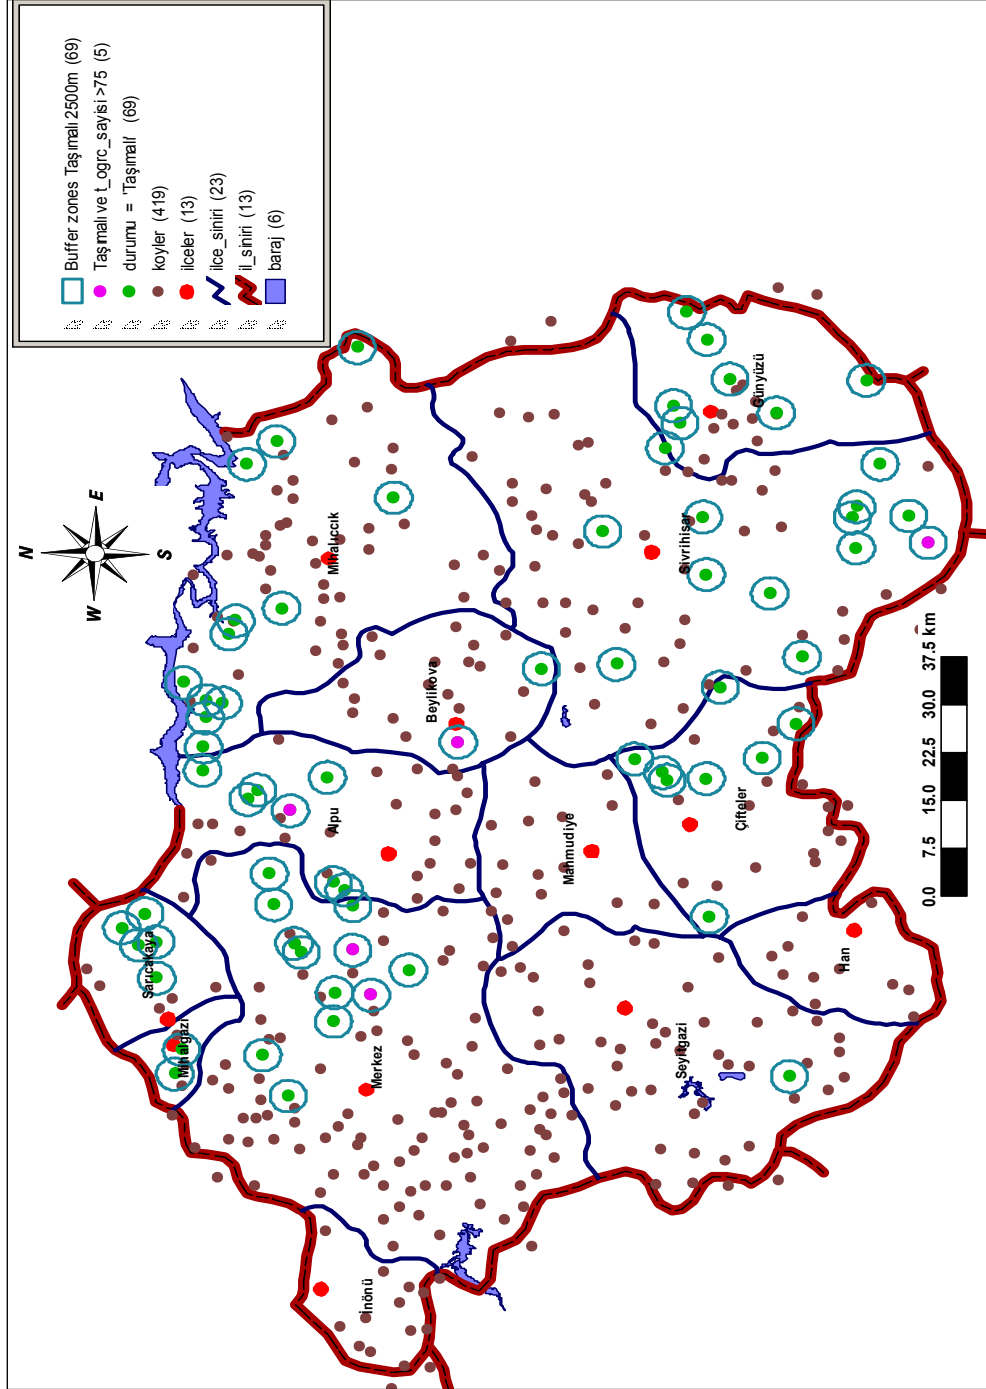 Buffer zones Taşımalı 2500m (69)
Taşımalı ve t_ogrc_sayisi >75 (5)
durumu = 'Taşımalı' (69)
koyler (419)
ilceler (13)
ilce_siniri (23)
il_siniri (13)
baraj (6)
N
E
S
W
Sarıcakaya
Mihalgazi
Merkez
İnönü
Alpu
Mihalıccık
Beylikova
Mahmudiye
Seyitgazi
Sivrihisar
Günyüzü
Çifteler
Han
0.0 7.5 15.0 22.5 30.0 37.5 km